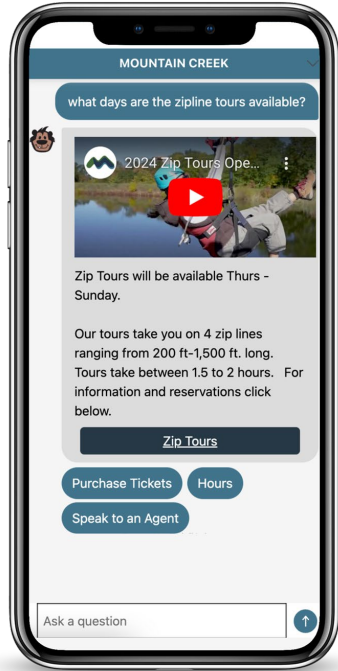 MOUNTAIN CREEK
what days are the zipline tours available?
2024 Zip Tours Ope...
Zip Tours will be available Thurs -
Sunday.
Our tours take you on 4 zip lines
ranging from 200 ft-1,500 ft. long.
Tours take between 1.5 to 2 hours. For
information and reservations click
below.
Zip Tours
Purchase Tickets
Hours
Speak to an Agent
Ask a question